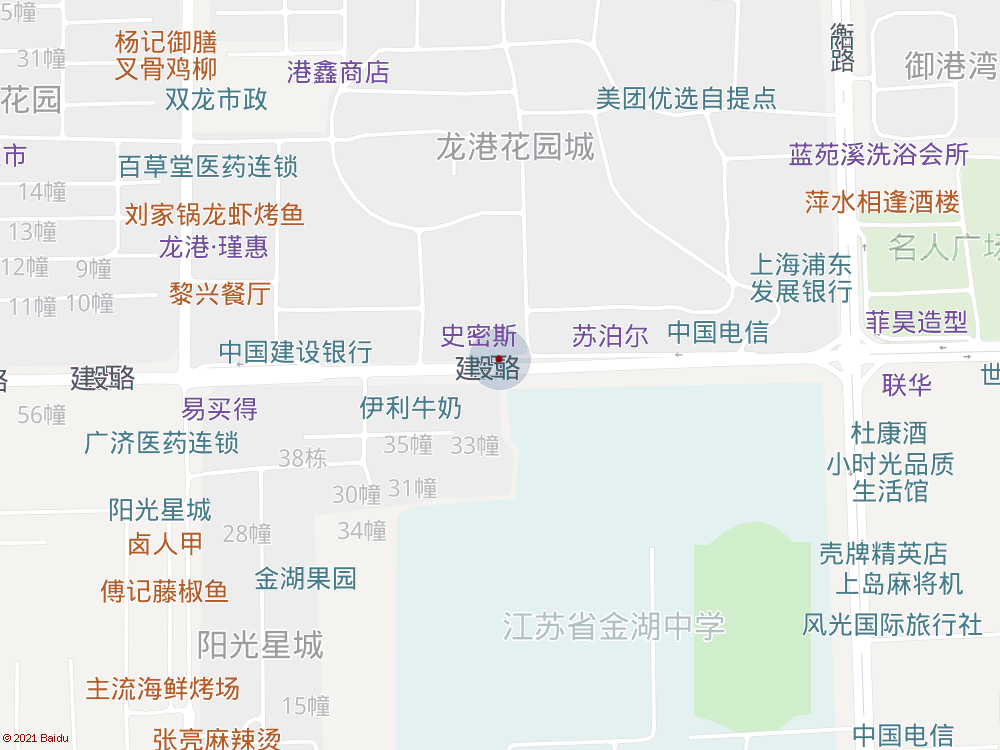 5幢
杨记御膳
叉骨鸡柳
31幢
港鑫商店
衡阳路
御港湾
花园
双龙市政
美团优选自提点
龙港花园城
市
百草堂医药连锁
蓝苑溪洗浴会所
14幢
刘家锅龙虾烤鱼
萍水相逢酒楼
13幢
龙港·瑾惠
名人广场
12幢
9幢
上海浦东
发展银行
11幢
10幢
黎兴餐厅
史密斯
苏泊尔
中国电信
菲昊造型
中国建设银行
建设路
路
建设路
世
联华
56幢
易买得
伊利牛奶
广济医药连锁
38栋
35幢
33幢
杜康酒
小时光品质
生活馆
30幢
31幢
阳光星城
28幢
34幢
卤人甲
壳牌精英店
金湖果园
上岛麻将机
傅记藤椒鱼
江苏省金湖中学
风光国际旅行社
阳光星城
主流海鲜烤场
15幢
张亮麻辣烫
中国电信
© 2021 Baidu